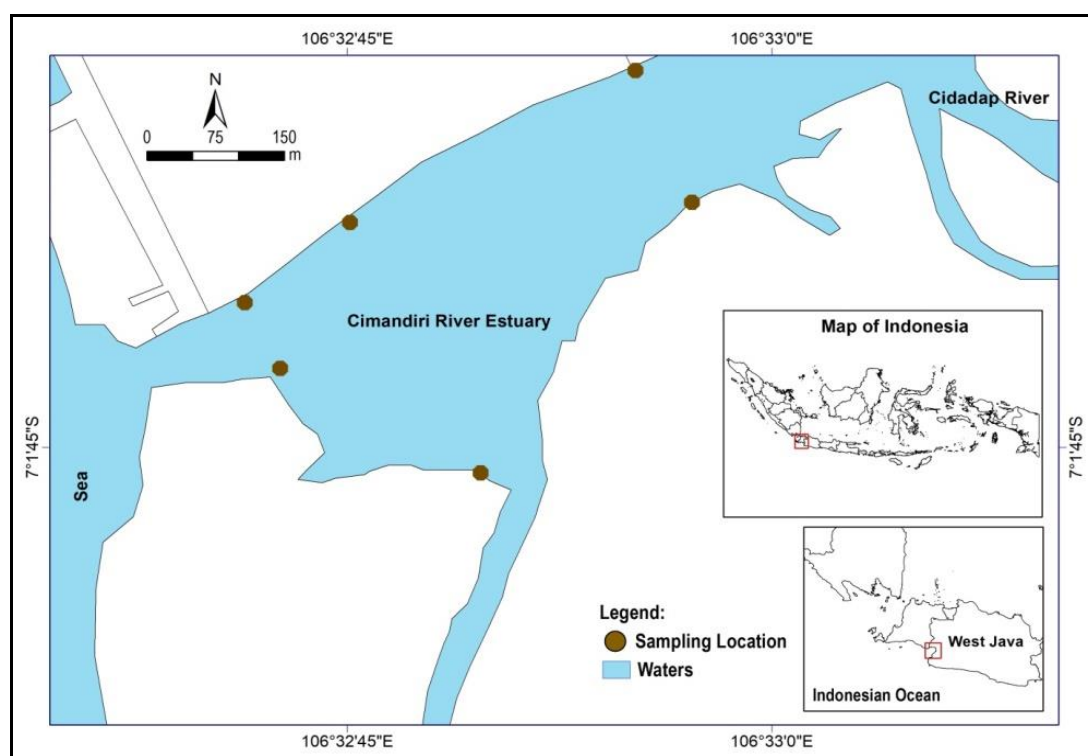 106°32'45"E
106°33'0"E
N
0 75 150
m
Cidadap River
Cimandiri River Estuary
Map of Indonesia
7°1'45"S
7°1'45"S
Sea
Legend:
Sampling Location
Waters
West Java
Indonesian Ocean
106°32'45"E
106°33'0"E